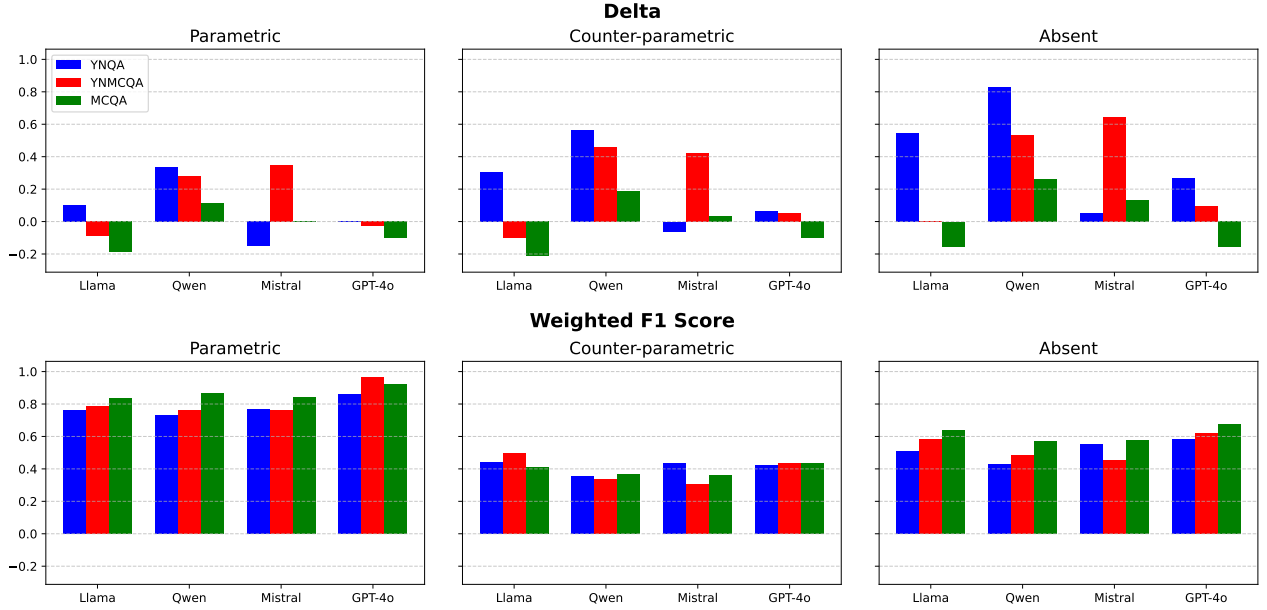 Delta
Parametric
Counter-parametric
Absent
YNQA
YNMCQA
MCQA
1.0
0.8
0.6
0.4
0.2
0.0
−0.2
Llama Qwen Mistral GPT-4o
Llama Qwen Mistral GPT-4o
Llama Qwen Mistral GPT-4o
Weighted F1 Score
Parametric
Counter-parametric
Absent
1.0
0.8
0.6
0.4
0.2
0.0
−0.2
Llama Qwen Mistral GPT-4o
Llama Qwen Mistral GPT-4o
Llama Qwen Mistral GPT-4o